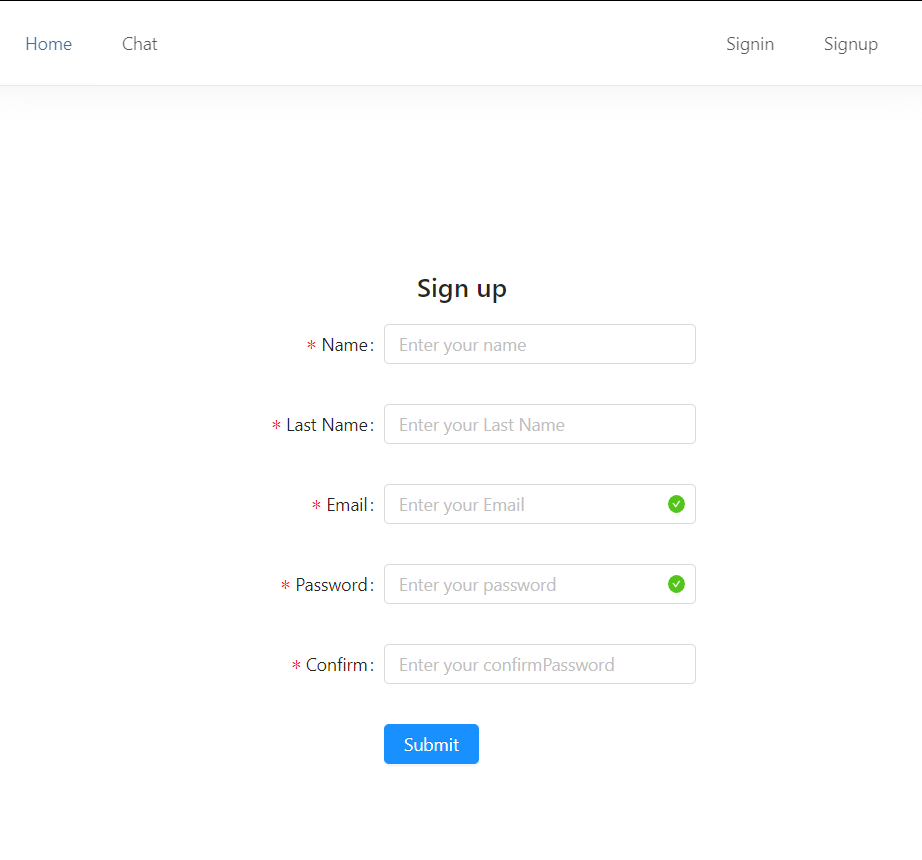 Home Chat Signin Signup
Sign up
* Name: Enter your name
* Last Name: Enter your Last Name
* Email: Enter your Email
* Password: Enter your password
* Confirm: Enter your confirmPassword
Submit